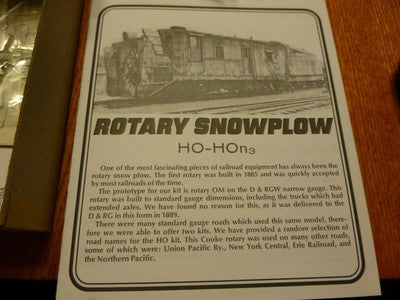 ROTARY SNOWPLOW
HO-HOn3
One of the most fascinating pieces of railroad equipment has always been the
rotary snow plow. The first rotary was built in 1885 and was quickly accepted
by most railroads of the time.
The prototype for our kit is rotary OM on the D & RGW narrow gauge. This
rotary was built to standard gauge dimensions, including the trucks which had
extended axles. We have found no reason for this, as it was delivered to the
D & RG in this form in 1889.
There were many standard gauge roads which used this same model, there-
fore we were able to offer two kits. We have provided a random selection of
road names for the HO kit. This Cooke rotary was used on many other roads,
some of which were: Union Pacific Ry., New York Central, Erie Railroad, and
the Northern Pacific.